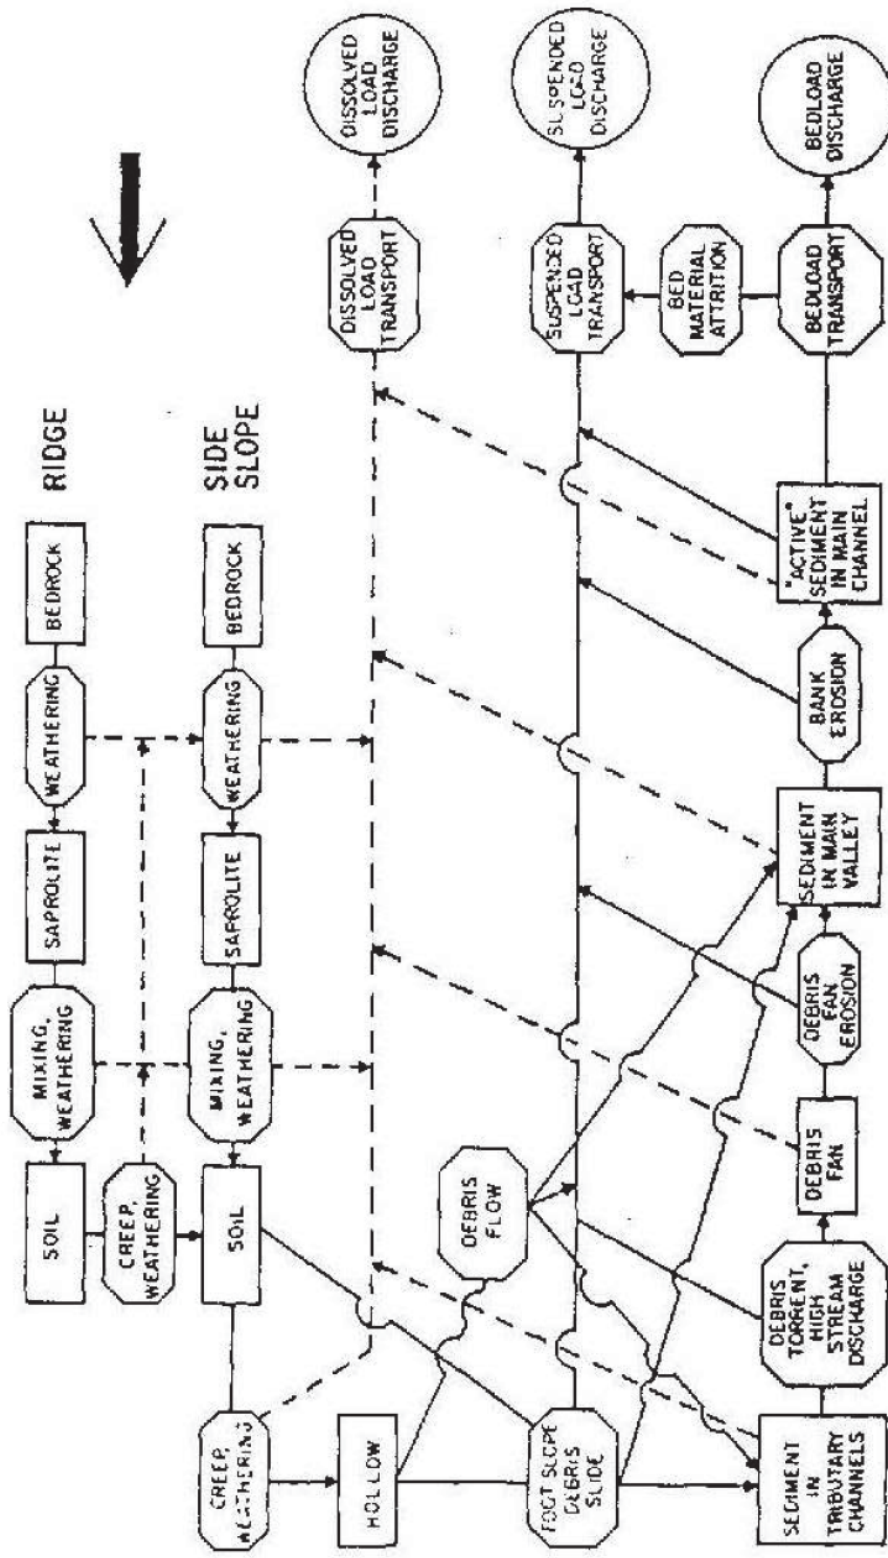 RIDGE
BEDROCK
WEATHERING
SAPROLITE
MIXING,
WEATHERING
SOIL
CREEP,
WEATHERING
SIDE
SLOPE
BEDROCK
WEATHERING
SAPROLITE
MIXING,
WEATHERING
SOIL
CREEP,
WEATHERING
HOLLOW
DEBRIS
FLOW
FOOT SLOPE
DEBRIS
SLIDE
SEDIMENT
IN
TRIBUTARY
CHANNELS
DEBRIS
TORRENT,
HIGH
STREAM
DISCHARGE
DEBRIS
FAN
DEBRIS
FAN
EROSION
SEDIMENT
IN MAIN
VALLEY
BANK
EROSION
"ACTIVE"
SEDIMENT
IN MAIN
CHANNEL
BEDLOAD
TRANSPORT
BEDLOAD
DISCHARGE
BED
MATERIAL
ATTRITION
SUSPENDED
LOAD
TRANSPORT
SUSPENDED
LOAD
DISCHARGE
DISSOLVED
LOAD
TRANSPORT
DISSOLVED
LOAD
DISCHARGE